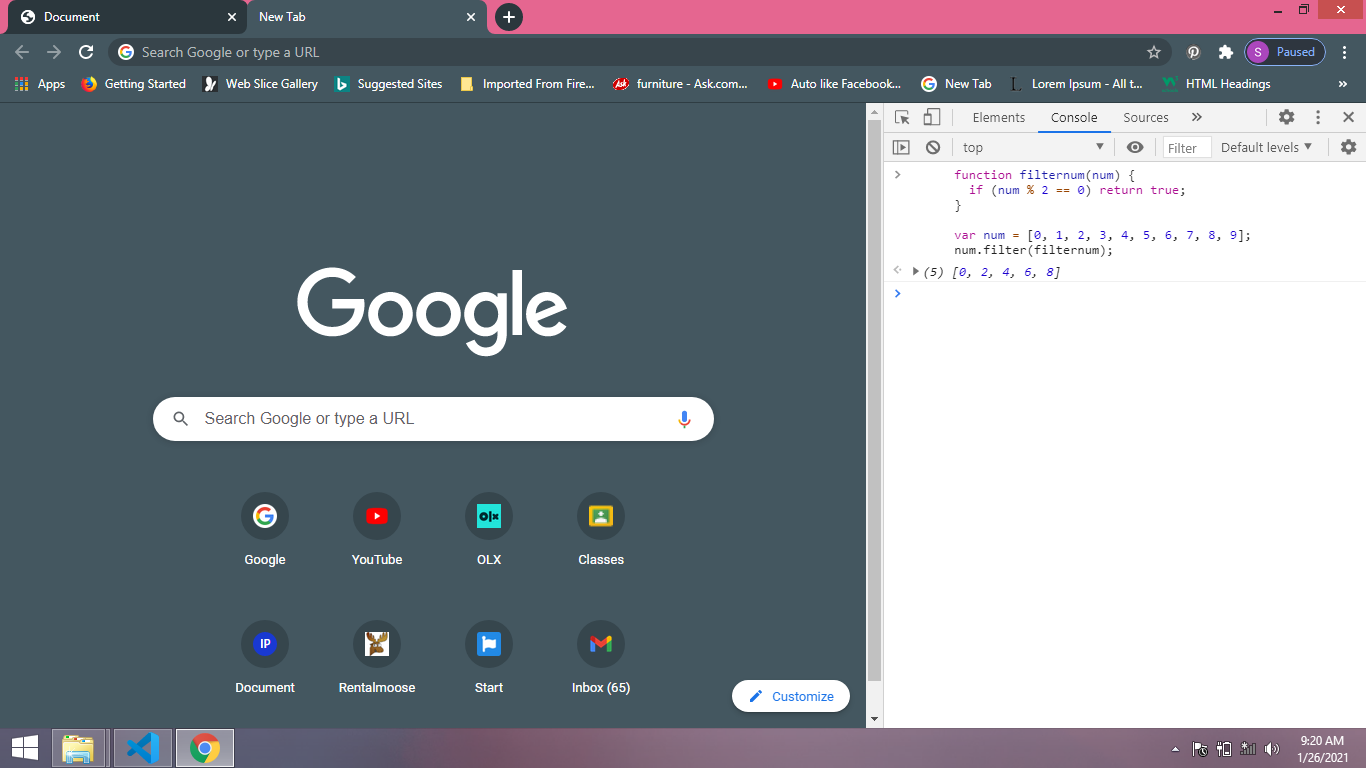 Document
New Tab
Search Google or type a URL
S Paused
Apps Getting Started Web Slice Gallery Suggested Sites Imported From Fire... furniture - Ask.com... Auto like Facebook... New Tab Lorem Ipsum - All t... HTML Headings »
Google
Search Google or type a URL
Google YouTube OLX Classes
Document Rentalmoose Start Inbox (65)
Customize
Elements Console Sources »
top Filter Default levels
function filternum(num) {
if (num % 2 == 0) return true;
}
var num = [0, 1, 2, 3, 4, 5, 6, 7, 8, 9];
num.filter(filternum);
(5) [0, 2, 4, 6, 8]
olx
IP
9:20 AM
1/26/2021